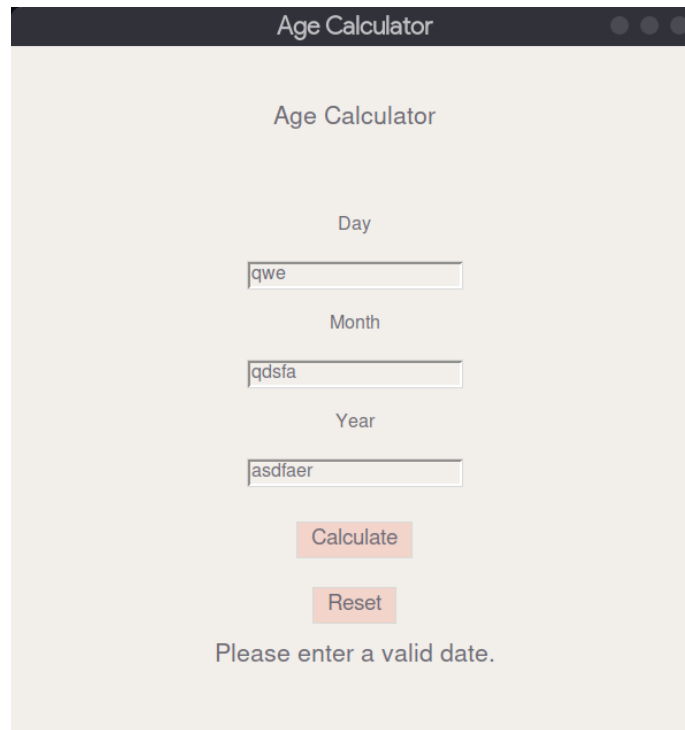 Age Calculator
Age Calculator
Day
qwe
Month
qdsfa
Year
asdfaer
Calculate
Reset
Please enter a valid date.